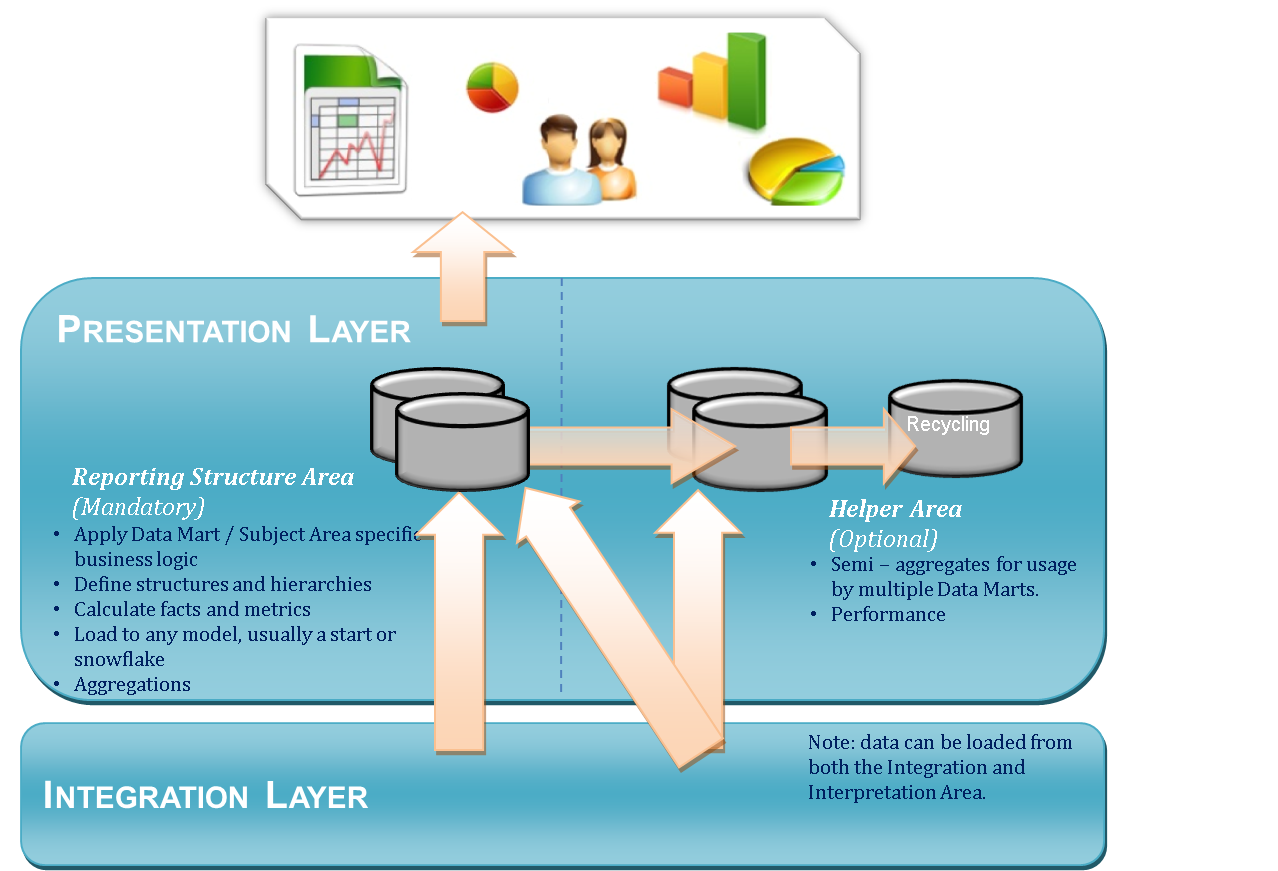 PRESENTATION LAYER
Recycling
Reporting Structure Area
(Mandatory)
• Apply Data Mart / Subject Area specific
business logic
• Define structures and hierarchies
• Calculate facts and metrics
• Load to any model, usually a start or
snowflake
• Aggregations
Helper Area
(Optional)
• Semi – aggregates for usage
by multiple Data Marts.
• Performance
INTEGRATION LAYER
Note: data can be loaded from
both the Integration and
Interpretation Area.